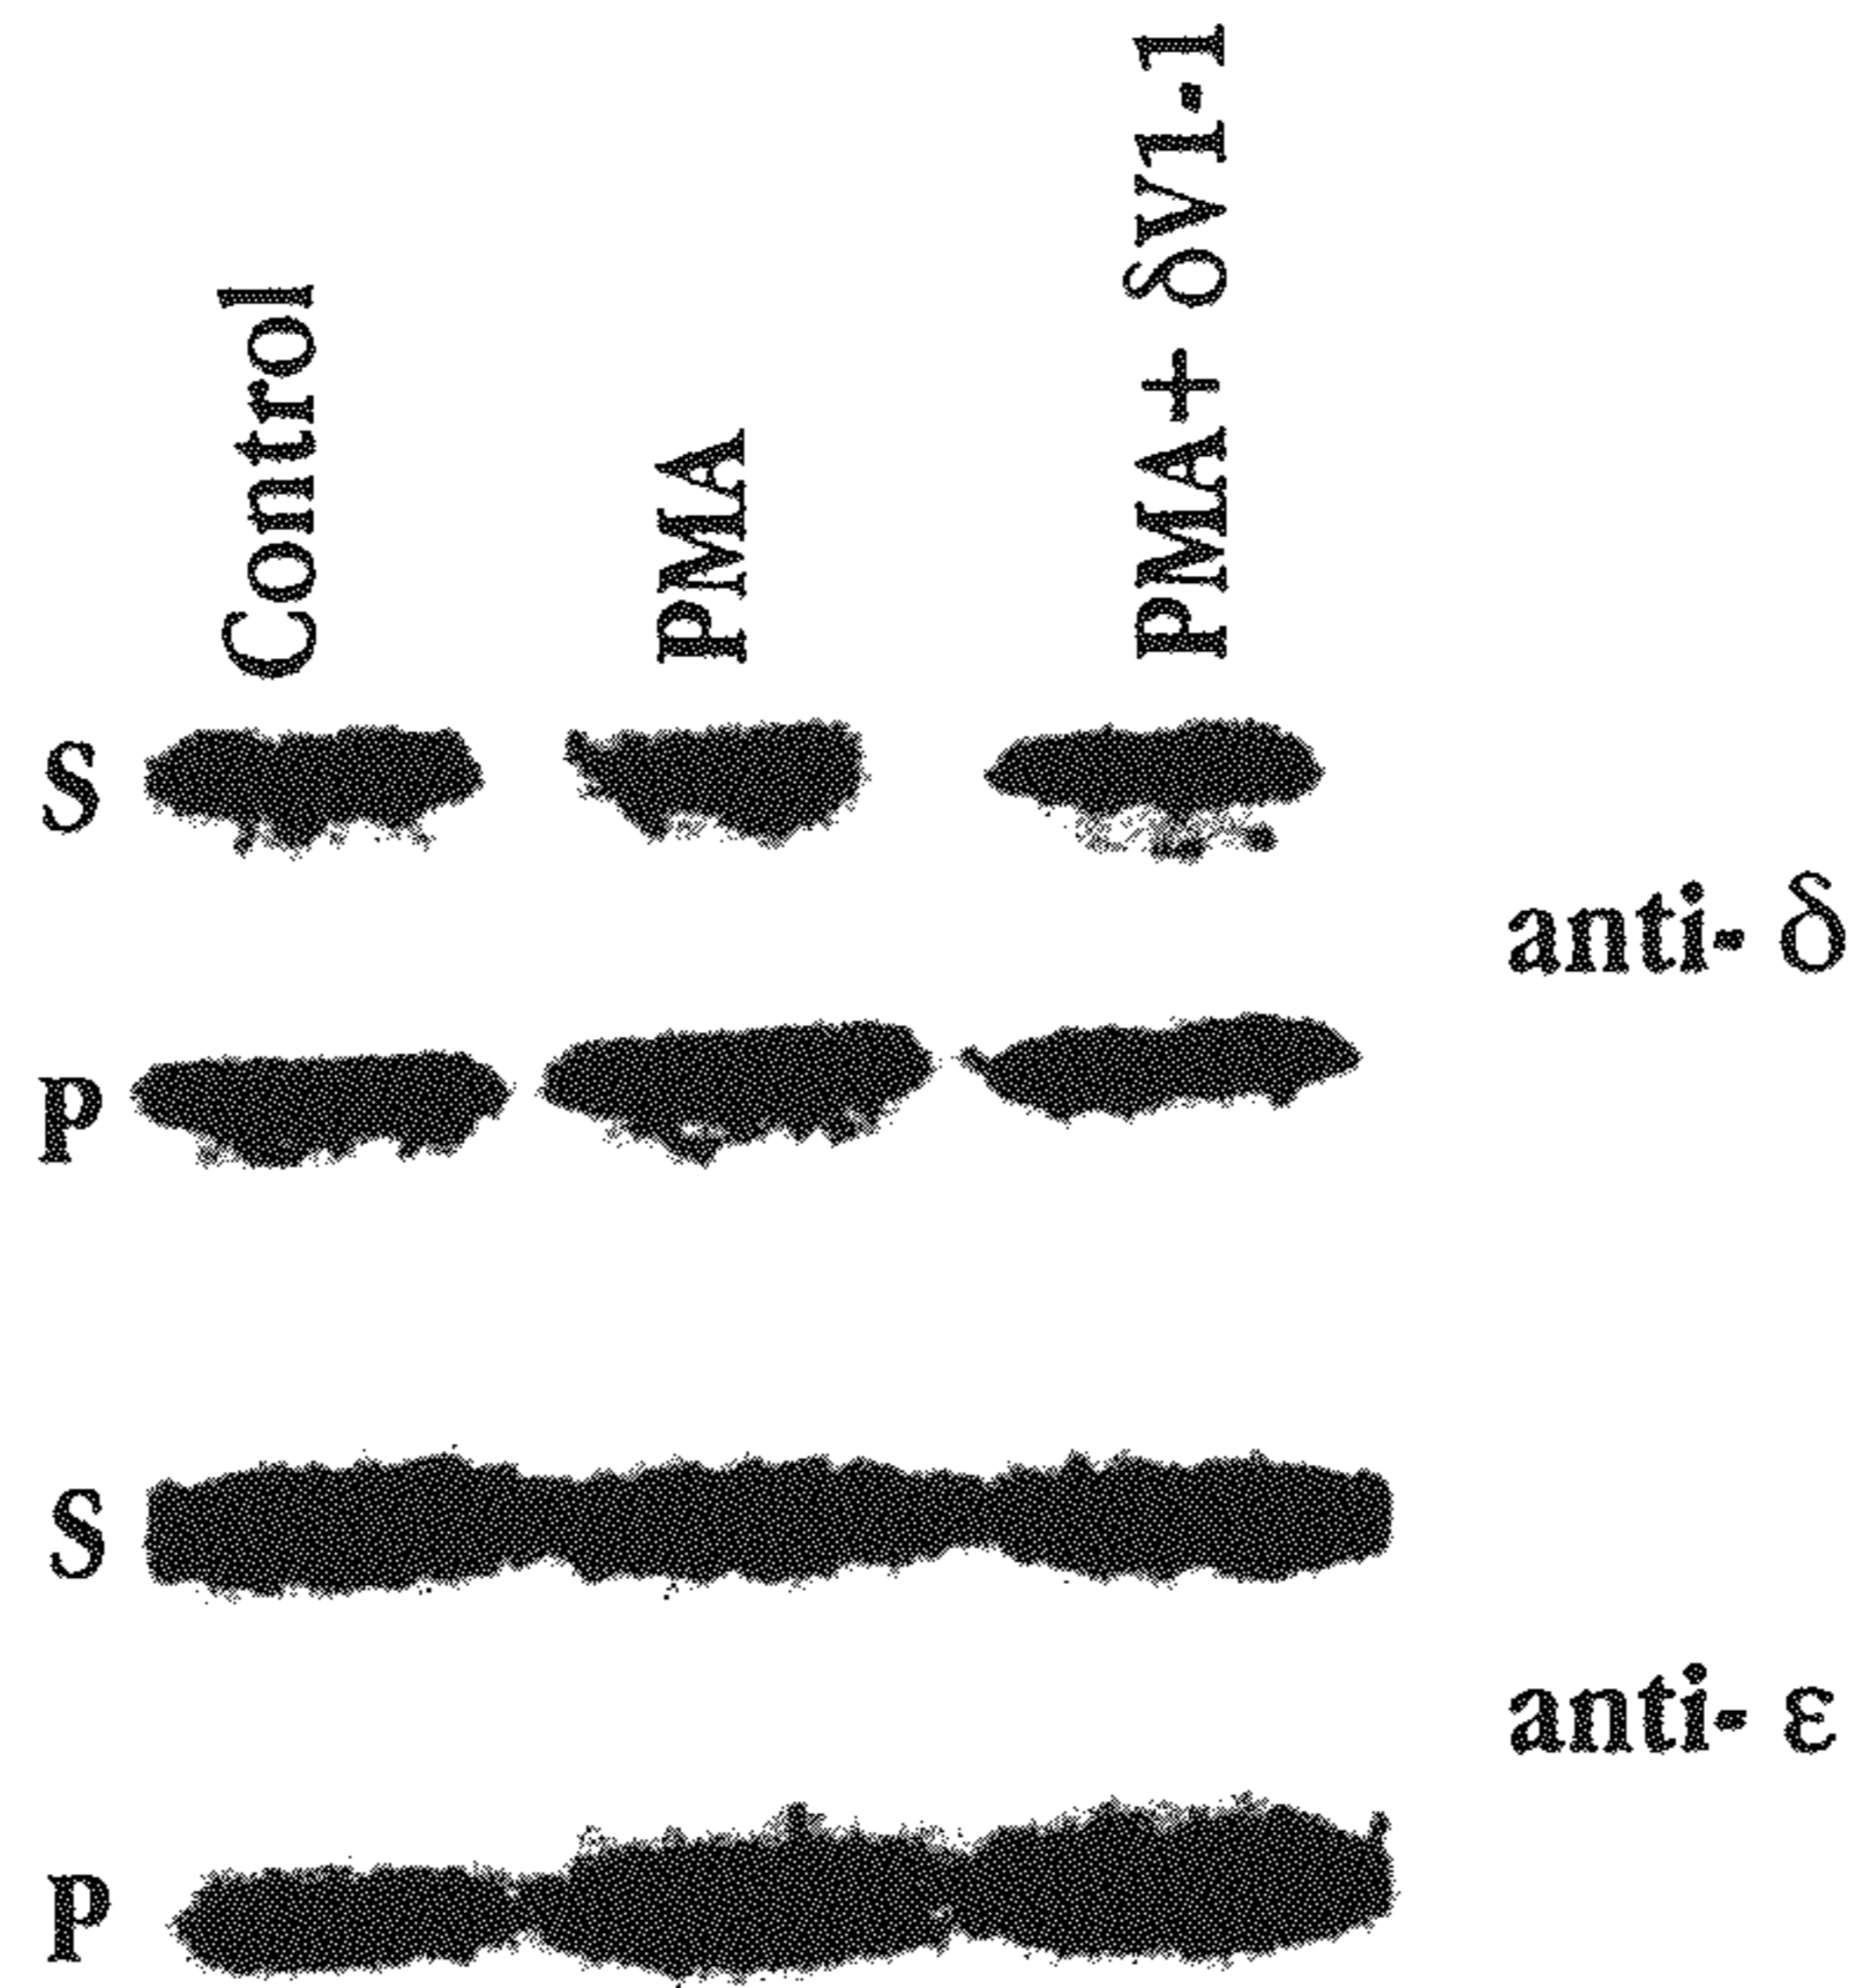 Control
PMA
PMA+ δV1-1
S
anti- δ
P
S
anti- ε
P